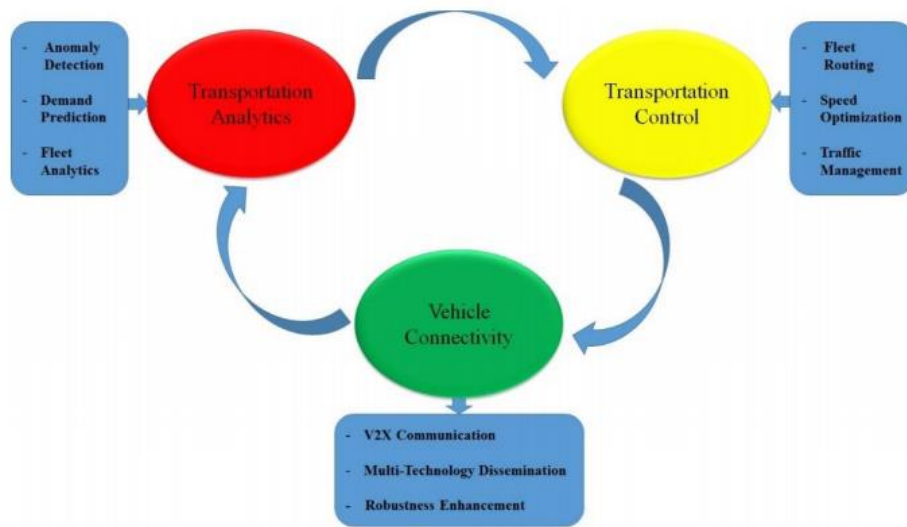 - Anomaly
Detection
- Demand
Prediction
- Fleet
Analytics
Transportation
Analytics
Transportation
Control
- Fleet
Routing
- Speed
Optimization
- Traffic
Management
Vehicle
Connectivity
- V2X Communication
- Multi-Technology Dissemination
- Robustness Enhancement